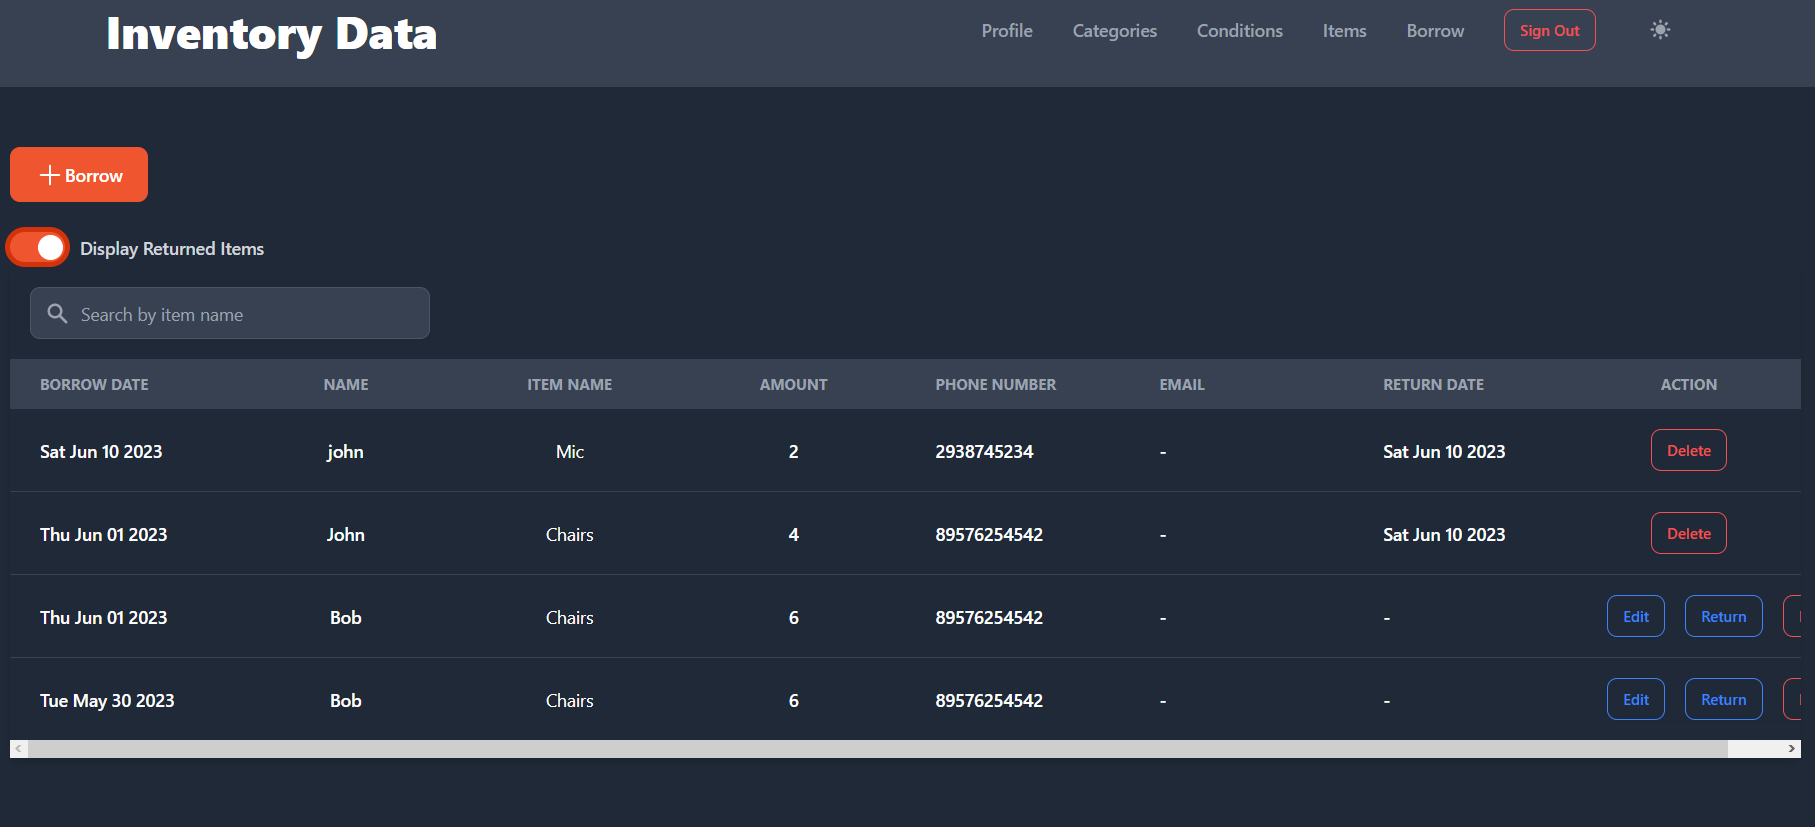 Inventory Data
Profile Categories Conditions Items Borrow Sign Out
Borrow
Display Returned Items
Search by item name
BORROW DATE NAME ITEM NAME AMOUNT PHONE NUMBER EMAIL RETURN DATE ACTION
Sat Jun 10 2023 john Mic 2 2938745234 - Sat Jun 10 2023 Delete
Thu Jun 01 2023 John Chairs 4 89576254542 - Sat Jun 10 2023 Delete
Thu Jun 01 2023 Bob Chairs 6 89576254542 - - Edit Return
Tue May 30 2023 Bob Chairs 6 89576254542 - - Edit Return